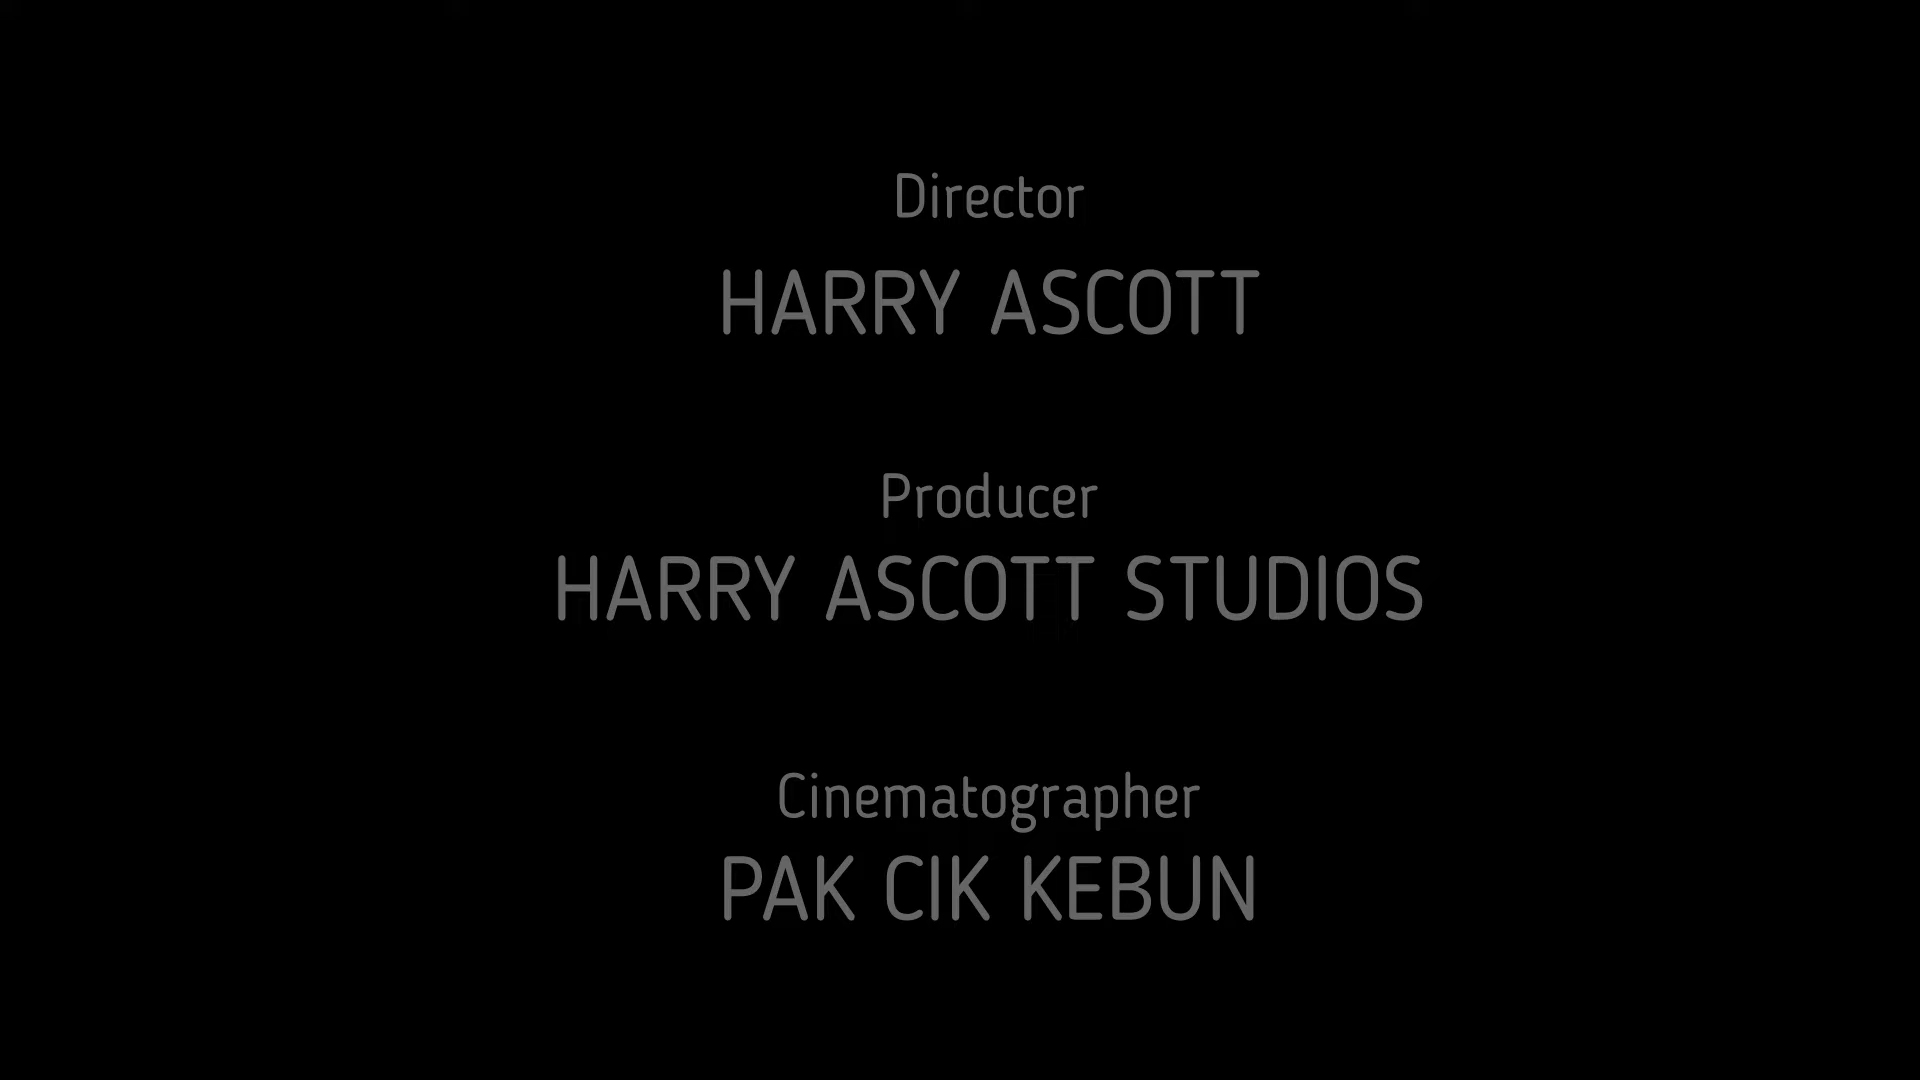 Director
HARRY ASCOTT
Producer
HARRY ASCOTT STUDIOS
Cinematographer
PAK CIK KEBUN